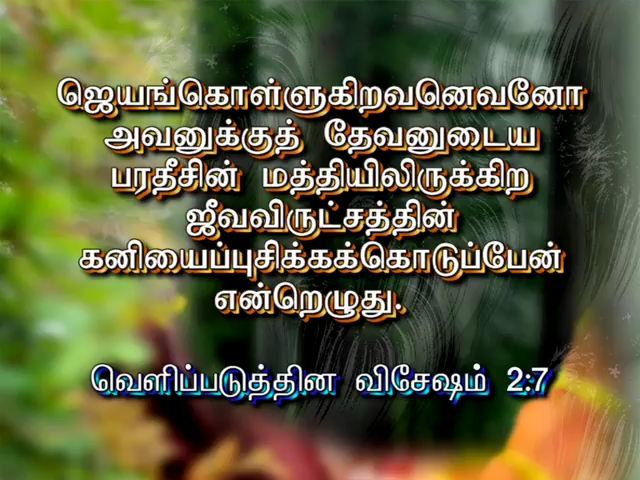 ஜெயங்கொள்ளுகிறவனெவனோ
அவனுக்குத் தேவனுடைய
பரதீசின் மத்தியிலிருக்கிற
ஜீவவிருட்சத்தின்
கனியைப்புசிக்கக்கொடுப்பேன்
என்றெழுது.
வெளிப்படுத்தின விசேஷம் 2:7